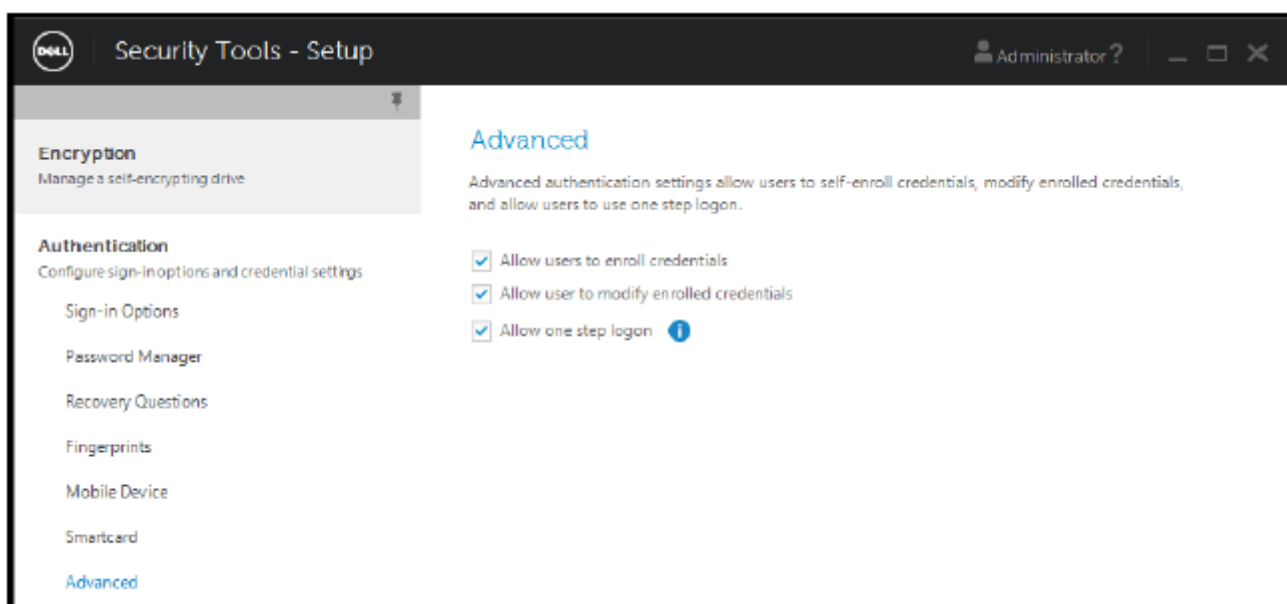 DELL
Security Tools - Setup
Administrator ?
Encryption
Manage a self-encrypting drive
Authentication
Configure sign-in options and credential settings
Sign-in Options
Password Manager
Recovery Questions
Fingerprints
Mobile Device
Smartcard
Advanced
Advanced
Advanced authentication settings allow users to self-enroll credentials, modify enrolled credentials,
and allow users to use one step logon.
Allow users to enroll credentials
Allow user to modify enrolled credentials
Allow one step logon i